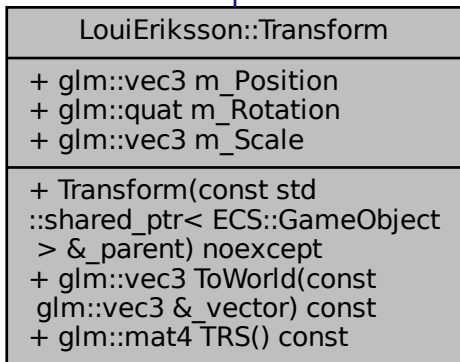 LouiEriksson::Transform
+ glm::vec3 m_Position
+ glm::quat m_Rotation
+ glm::vec3 m_Scale
+ Transform(const std
::shared_ptr< ECS::GameObject
> &_parent) noexcept
+ glm::vec3 ToWorld(const
glm::vec3 &_vector) const
+ glm::mat4 TRS() const